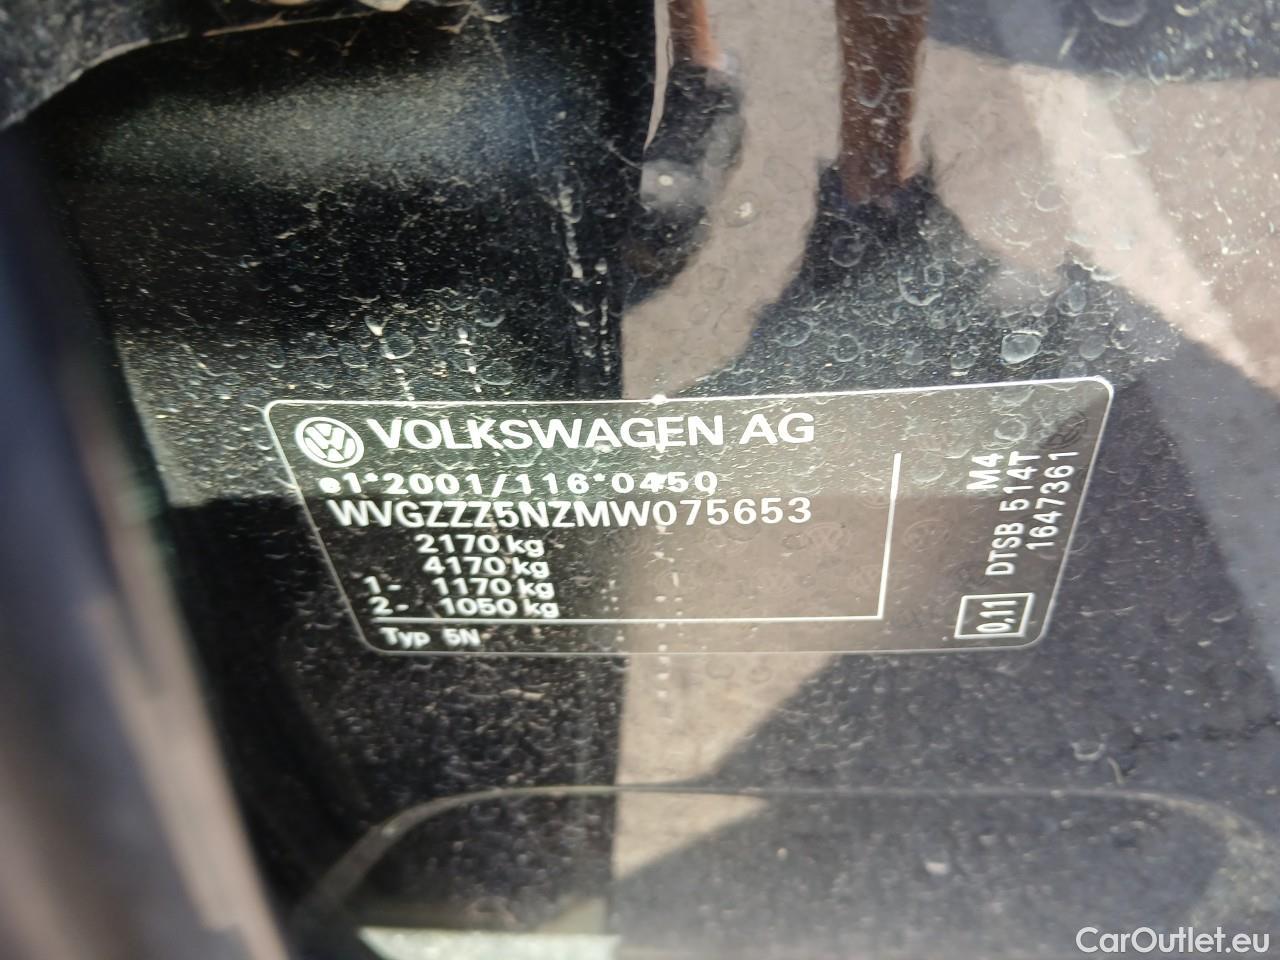 VOLKSWAGEN AG
e1*2001/116*0450
WVGZZZ5NZMW075653
2170 kg
4170 kg
1- 1170 kg
2- 1050 kg
Typ 5N
M4
DTSB 514T
1647361
0,11
CarOutlet.eu